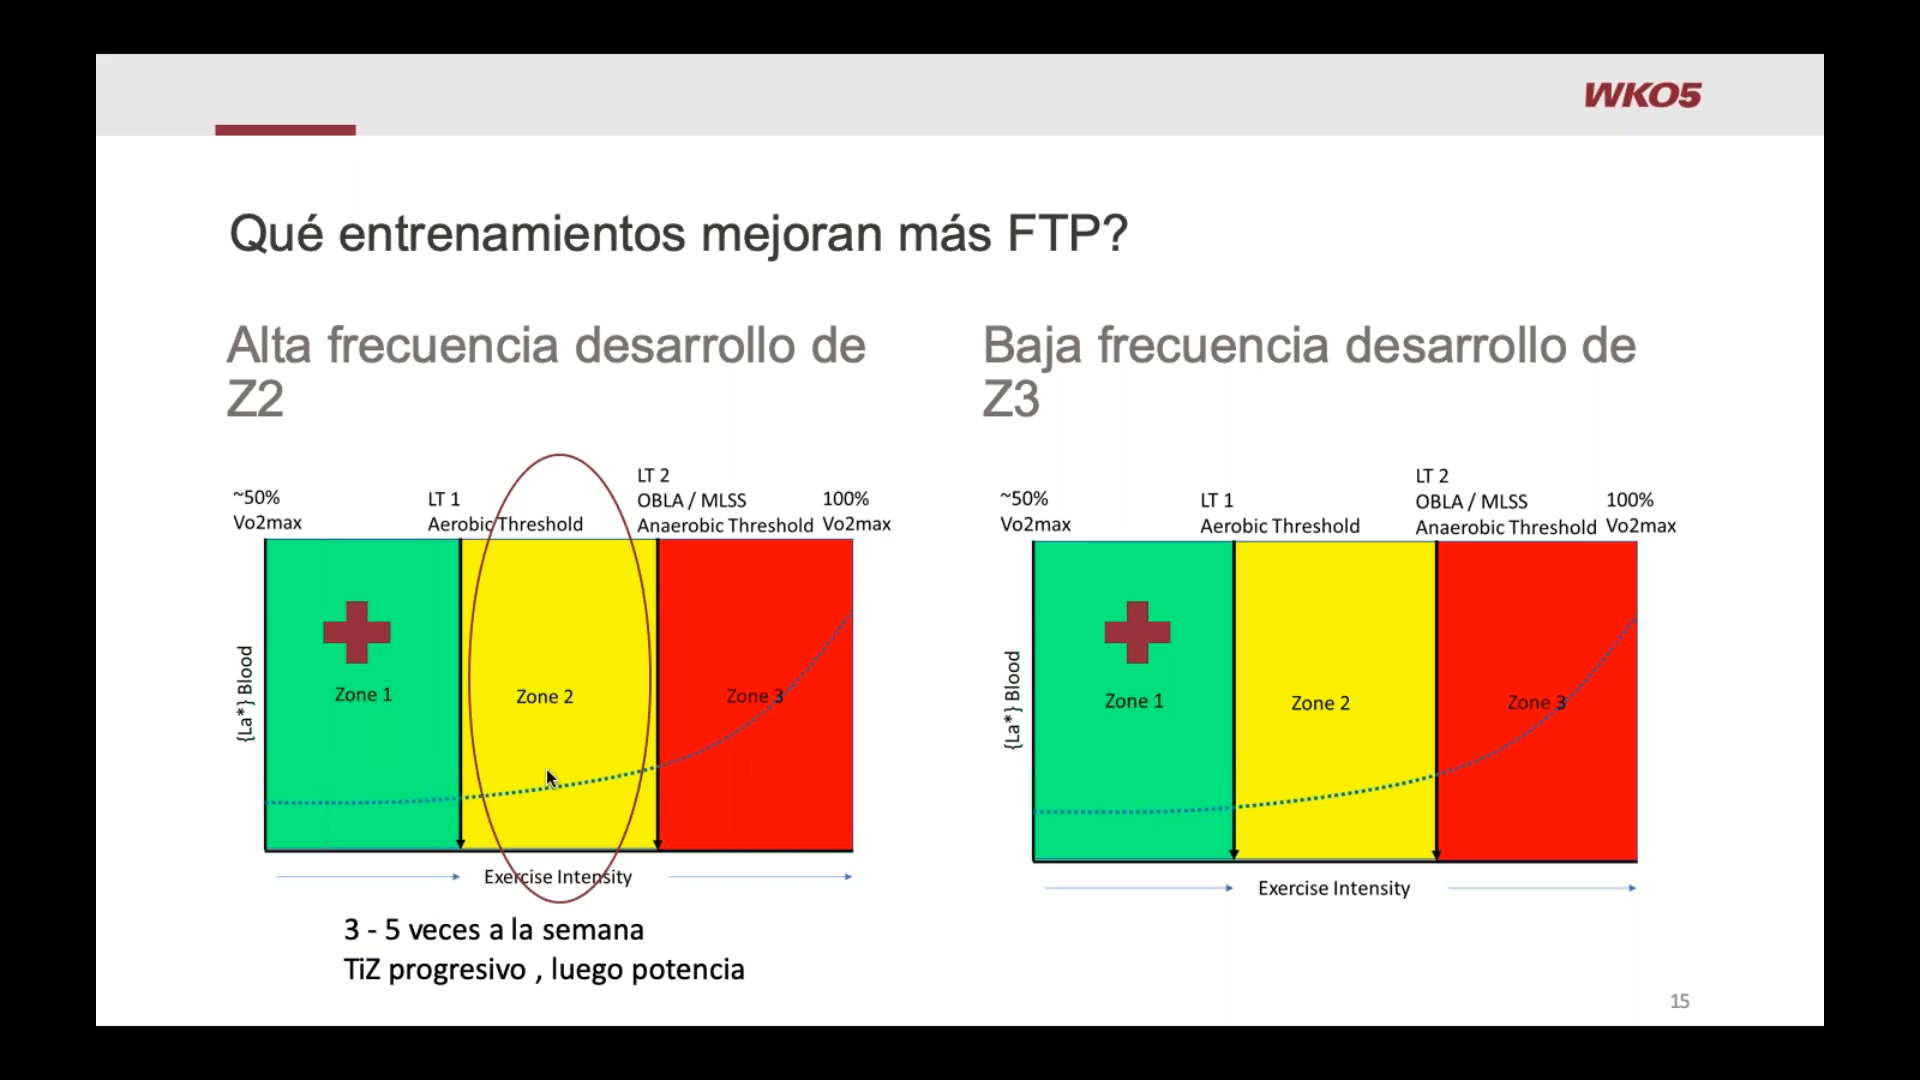 WKO5
Qué entrenamientos mejoran más FTP?
Alta frecuencia desarrollo de
Z2
~50%
Vo2max
LT 1
Aerobic Threshold
LT 2
OBLA / MLSS
Anaerobic Threshold
100%
Vo2max
{La*} Blood
Zone 1
Zone 2
Zone 3
Exercise Intensity
3 - 5 veces a la semana
TiZ progresivo , luego potencia
Baja frecuencia desarrollo de
Z3
~50%
Vo2max
LT 1
Aerobic Threshold
LT 2
OBLA / MLSS
Anaerobic Threshold
100%
Vo2max
{La*} Blood
Zone 1
Zone 2
Zone 3
Exercise Intensity
15